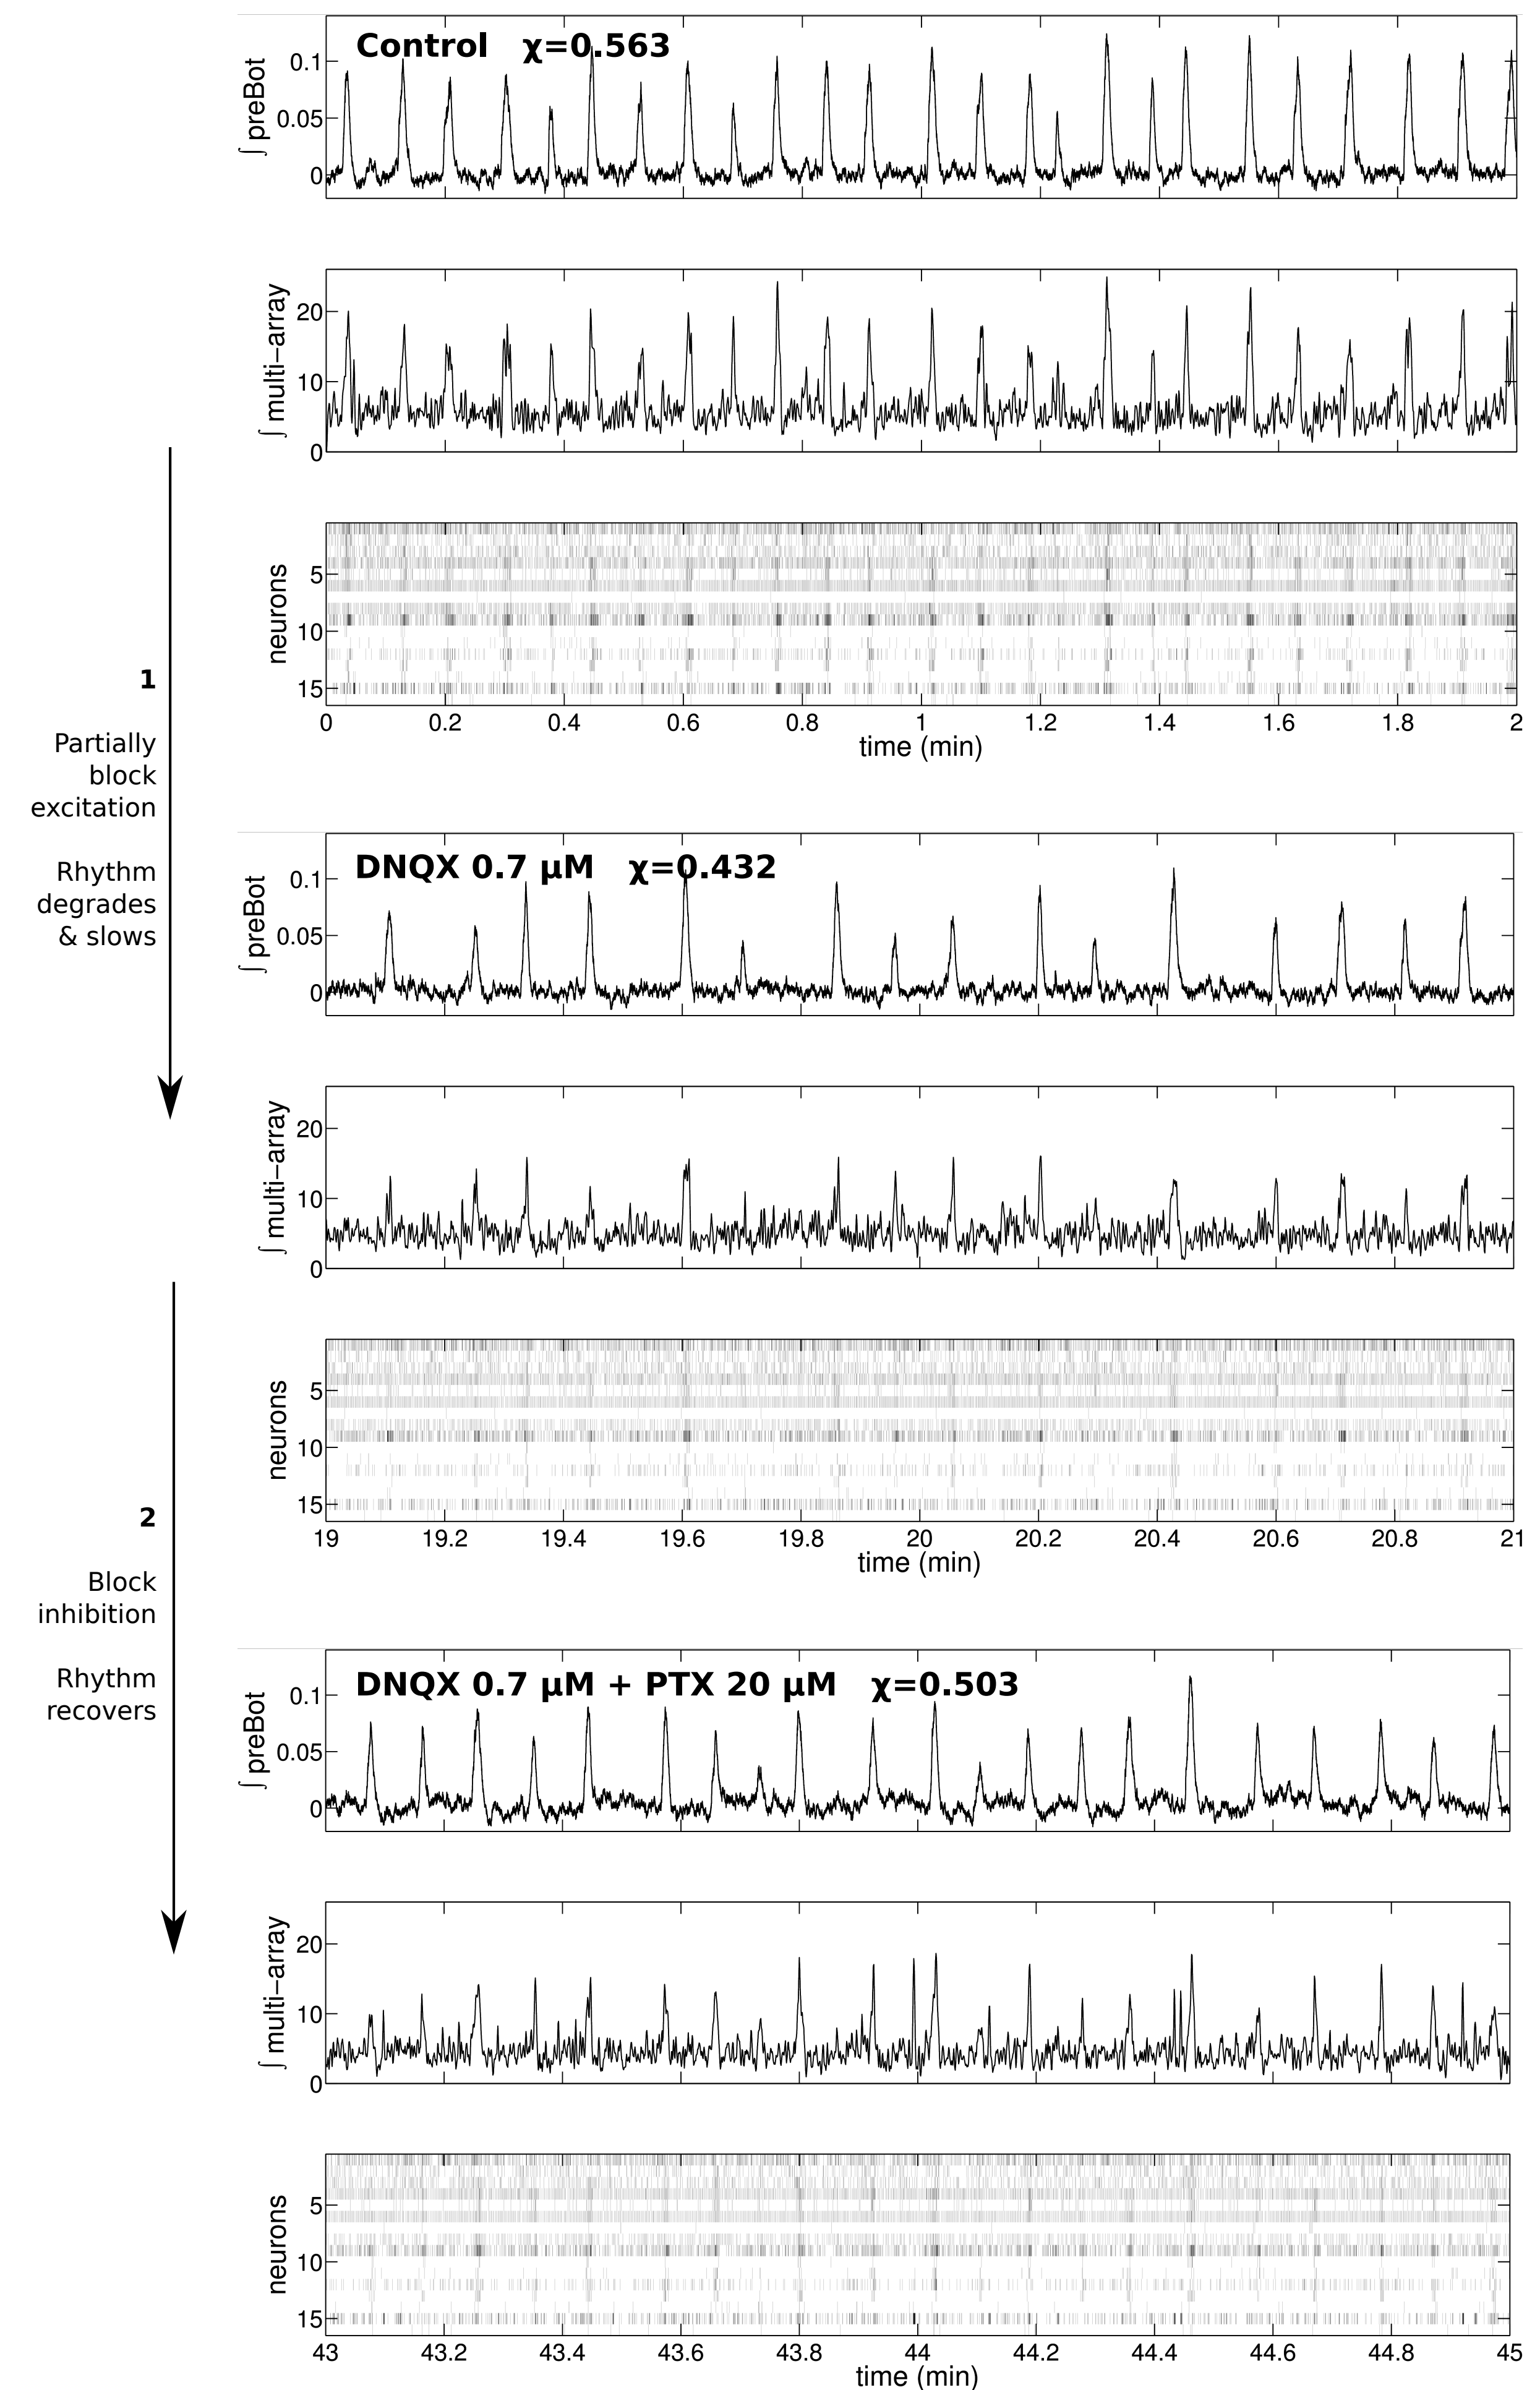 Control χ=0.563
0.1
0.05
0
∫ preBot
20
10
0
∫ multi−array
5
10
15
neurons
0 0.2 0.4 0.6 0.8 1 1.2 1.4 1.6 1.8 2
time (min)
1
Partially
block
excitation
Rhythm
degrades
& slows
DNQX 0.7 μM χ=0.432
0.1
0.05
0
∫ preBot
20
10
0
∫ multi−array
5
10
15
neurons
19 19.2 19.4 19.6 19.8 20 20.2 20.4 20.6 20.8 21
time (min)
2
Block
inhibition
Rhythm
recovers
DNQX 0.7 μM + PTX 20 μM χ=0.503
0.1
0.05
0
∫ preBot
20
10
0
∫ multi−array
5
10
15
neurons
43 43.2 43.4 43.6 43.8 44 44.2 44.4 44.6 44.8 45
time (min)